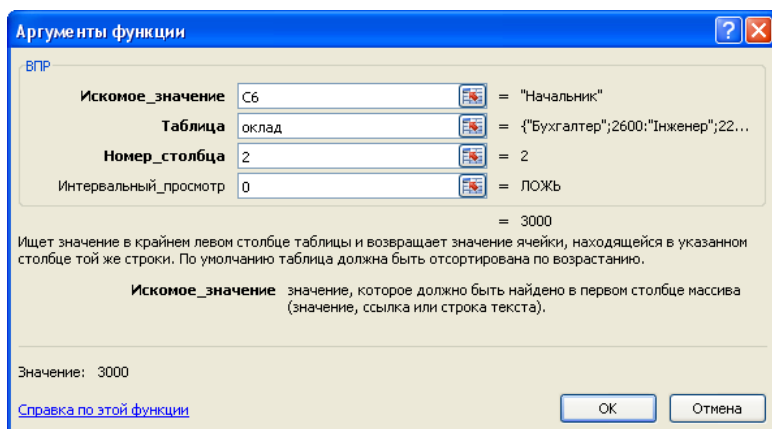 Аргументы функции
ВПР
Искомое_значение C6 = "Начальник"
Таблица оклад = {"Бухгалтер";2600:"Інженер";22...
Номер_столбца 2 = 2
Интервальный_просмотр 0 = ЛОЖЬ
= 3000
Ищет значение в крайнем левом столбце таблицы и возвращает значение ячейки, находящейся в указанном
столбце той же строки. По умолчанию таблица должна быть отсортирована по возрастанию.
Искомое_значение значение, которое должно быть найдено в первом столбце массива
(значение, ссылка или строка текста).
Значение: 3000
Справка по этой функции ОК Отмена